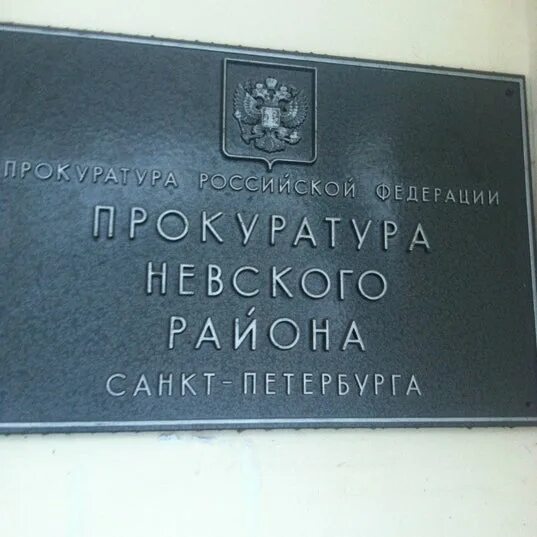 ПРОКУРАТУРА РОССИЙСКОЙ ФЕДЕРАЦИИ
ПРОКУРАТУРА
НЕВСКОГО
РАЙОНА
САНКТ-ПЕТЕРБУРГА